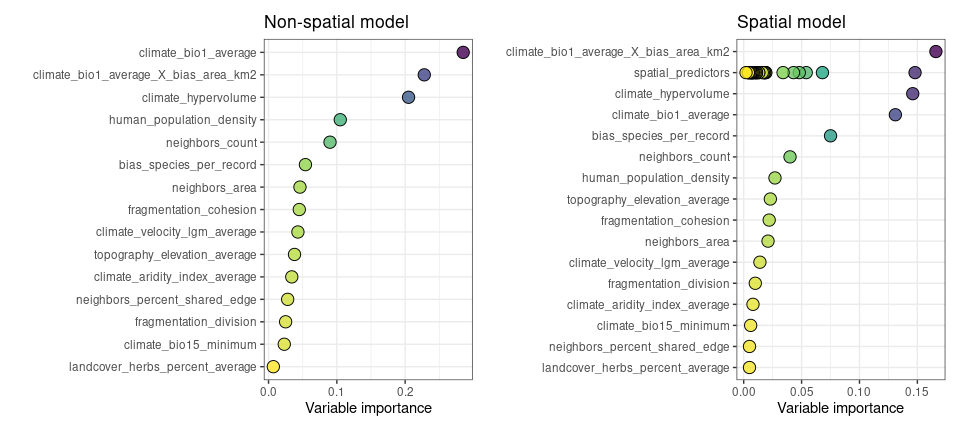 Non-spatial model
climate_bio1_average
climate_bio1_average_X_bias_area_km2
climate_hypervolume
human_population_density
neighbors_count
bias_species_per_record
neighbors_area
fragmentation_cohesion
climate_velocity_lgm_average
topography_elevation_average
climate_aridity_index_average
neighbors_percent_shared_edge
fragmentation_division
climate_bio15_minimum
landcover_herbs_percent_average
0.0 0.1 0.2
Variable importance
Spatial model
climate_bio1_average_X_bias_area_km2
spatial_predictors
climate_hypervolume
climate_bio1_average
bias_species_per_record
neighbors_count
human_population_density
topography_elevation_average
fragmentation_cohesion
neighbors_area
climate_velocity_lgm_average
fragmentation_division
climate_aridity_index_average
climate_bio15_minimum
neighbors_percent_shared_edge
landcover_herbs_percent_average
0.00 0.05 0.10 0.15
Variable importance